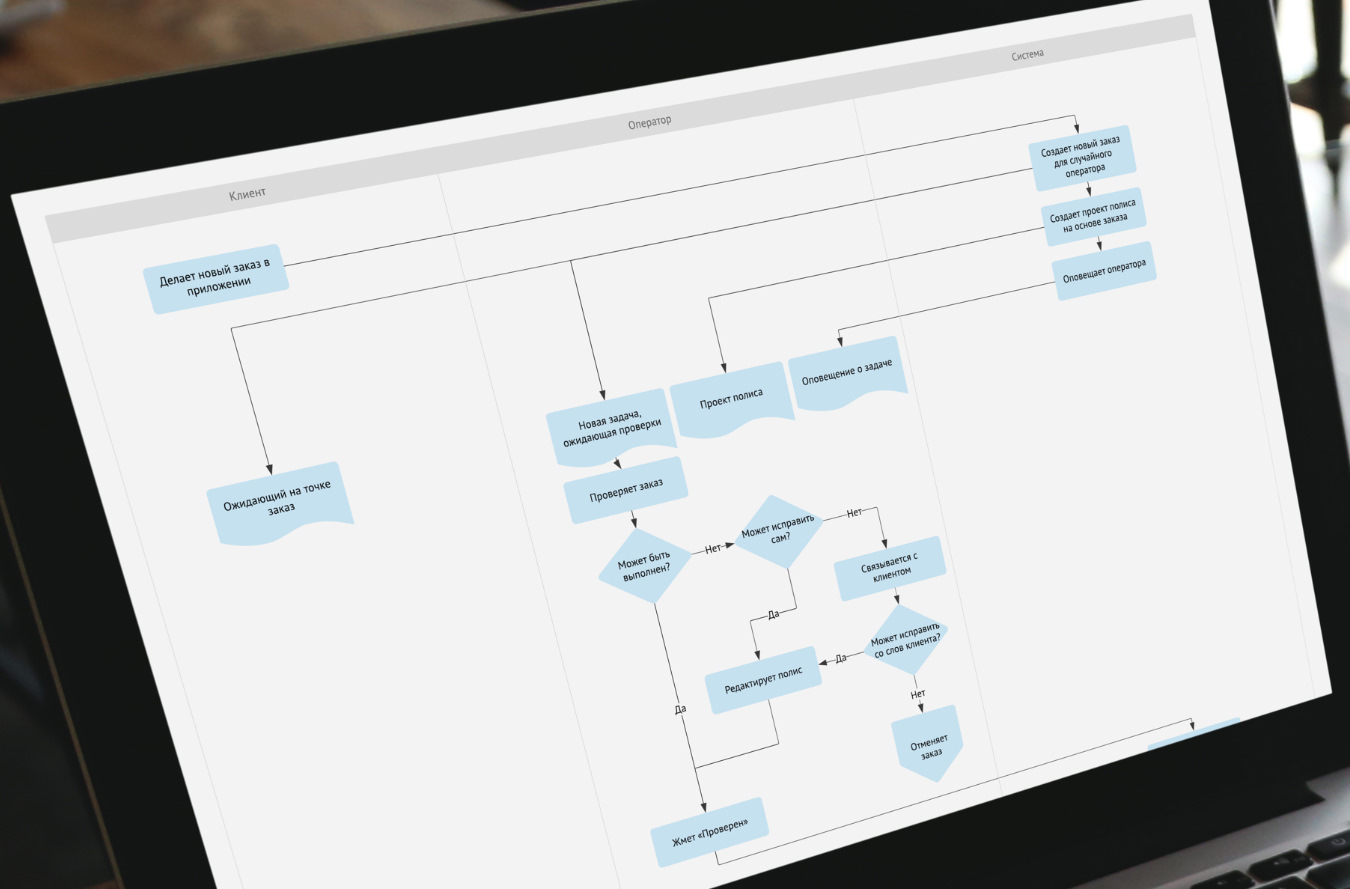 Клиент
Оператор
Система
Делает новый заказ в
приложении
Создает новый заказ
для случайного
оператора
Создает проект полиса
на основе заказа
Оповещает оператора
Оповещение о задаче
Проект полиса
Новая задача,
ожидающая проверки
Ожидающий на точке
заказ
Проверяет заказ
Может быть
выполнен?
Нет
Может исправить
сам?
Нет
Связывается с
клиентом
Да
Может исправить
со слов клиента?
Да
Редактирует полис
Нет
Да
Отменяет
заказ
Жмет «Проверен»